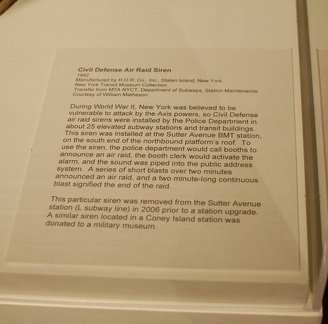 Civil Defense Air Raid Siren
1942
Manufactured by H.O.R. Co., Inc., Staten Island, New York
New York Transit Museum Collection
Transfer from MTA NYCT, Department of Subways, Station Maintenance
Courtesy of William Matheson
During World War II, New York was believed to be
vulnerable to attack by the Axis powers, so Civil Defense
air raid sirens were installed by the Police Department in
about 25 elevated subway stations and transit buildings.
This siren was installed at the Sutter Avenue BMT station,
on the south end of the northbound platform's roof. To
use the siren, the police department would call booths to
announce an air raid, the booth clerk would activate the
alarm, and the sound was piped into the public address
system. A series of short blasts over two minutes
announced an air raid, and a two minute-long continuous
blast signified the end of the raid.
This particular siren was removed from the Sutter Avenue
station (L subway line) in 2006 prior to a station upgrade.
A similar siren located in a Coney Island station was
donated to a military museum.